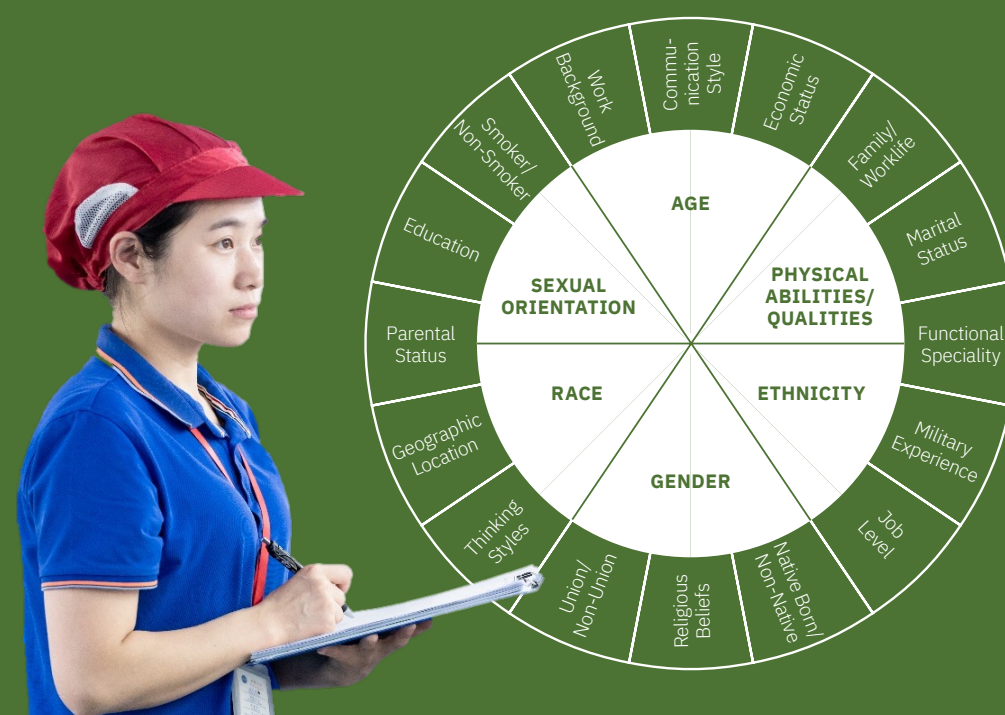 Commu-
nication
Style
Economic
Status
Family/
Worklife
Marital
Status
Functional
Speciality
Military
Experience
Job
Level
Native Born/
Non-Native
Religious
Beliefs
Union/
Non-Union
Thinking
Styles
Geographic
Location
Parental
Status
Education
Smoker/
Non-Smoker
Work
Background
AGE
PHYSICAL
ABILITIES/
QUALITIES
ETHNICITY
GENDER
RACE
SEXUAL
ORIENTATION